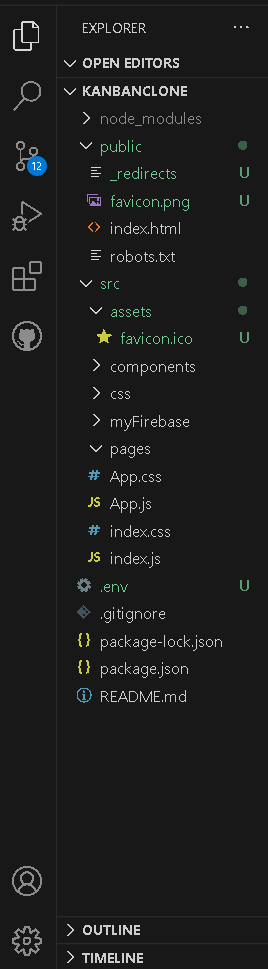 EXPLORER ...
OPEN EDITORS
KANBANCLONE
node_modules
public
_redirects U
favicon.png U
index.html
robots.txt
src
assets
favicon.ico U
components
css
myFirebase
pages
# App.css
JS App.js
# index.css
JS index.js
.env U
.gitignore
{} package-lock.json
{} package.json
README.md
12
OUTLINE
TIMELINE